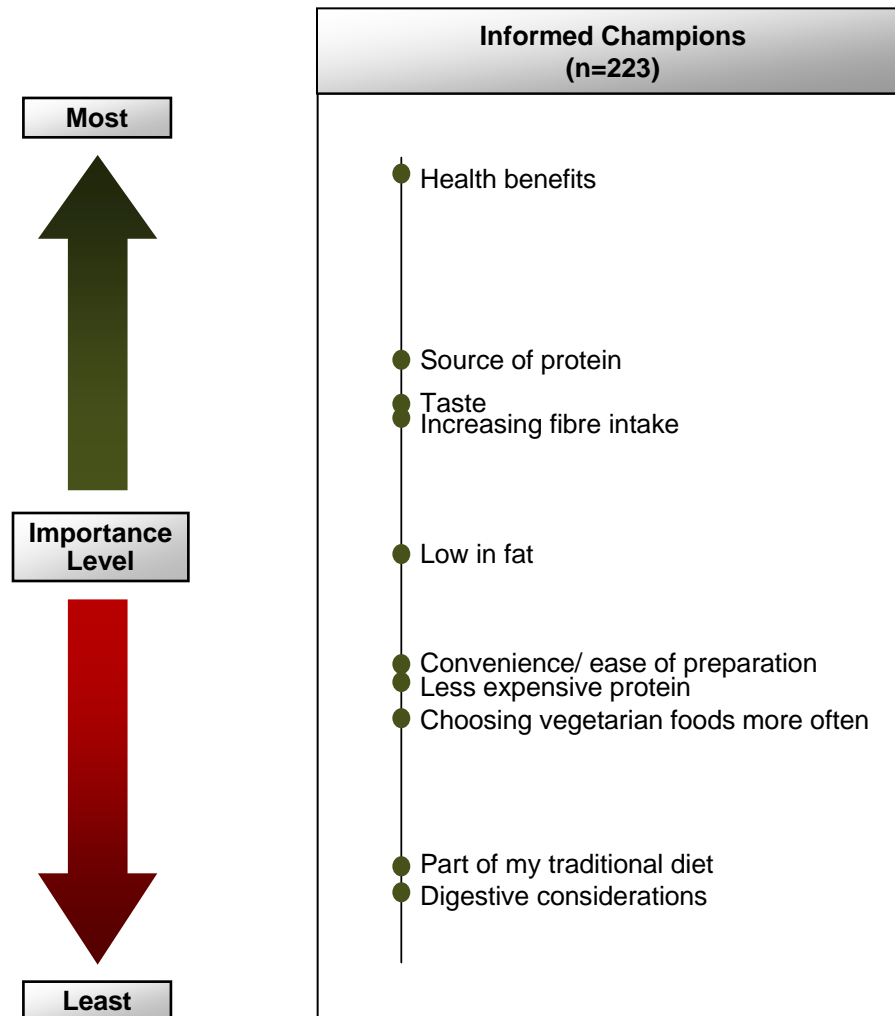 Informed Champions
(n=223)
Most
Health benefits
Source of protein
Taste
Increasing fibre intake
Importance
Level
Low in fat
Convenience/ ease of preparation
Less expensive protein
Choosing vegetarian foods more often
Part of my traditional diet
Digestive considerations
Least